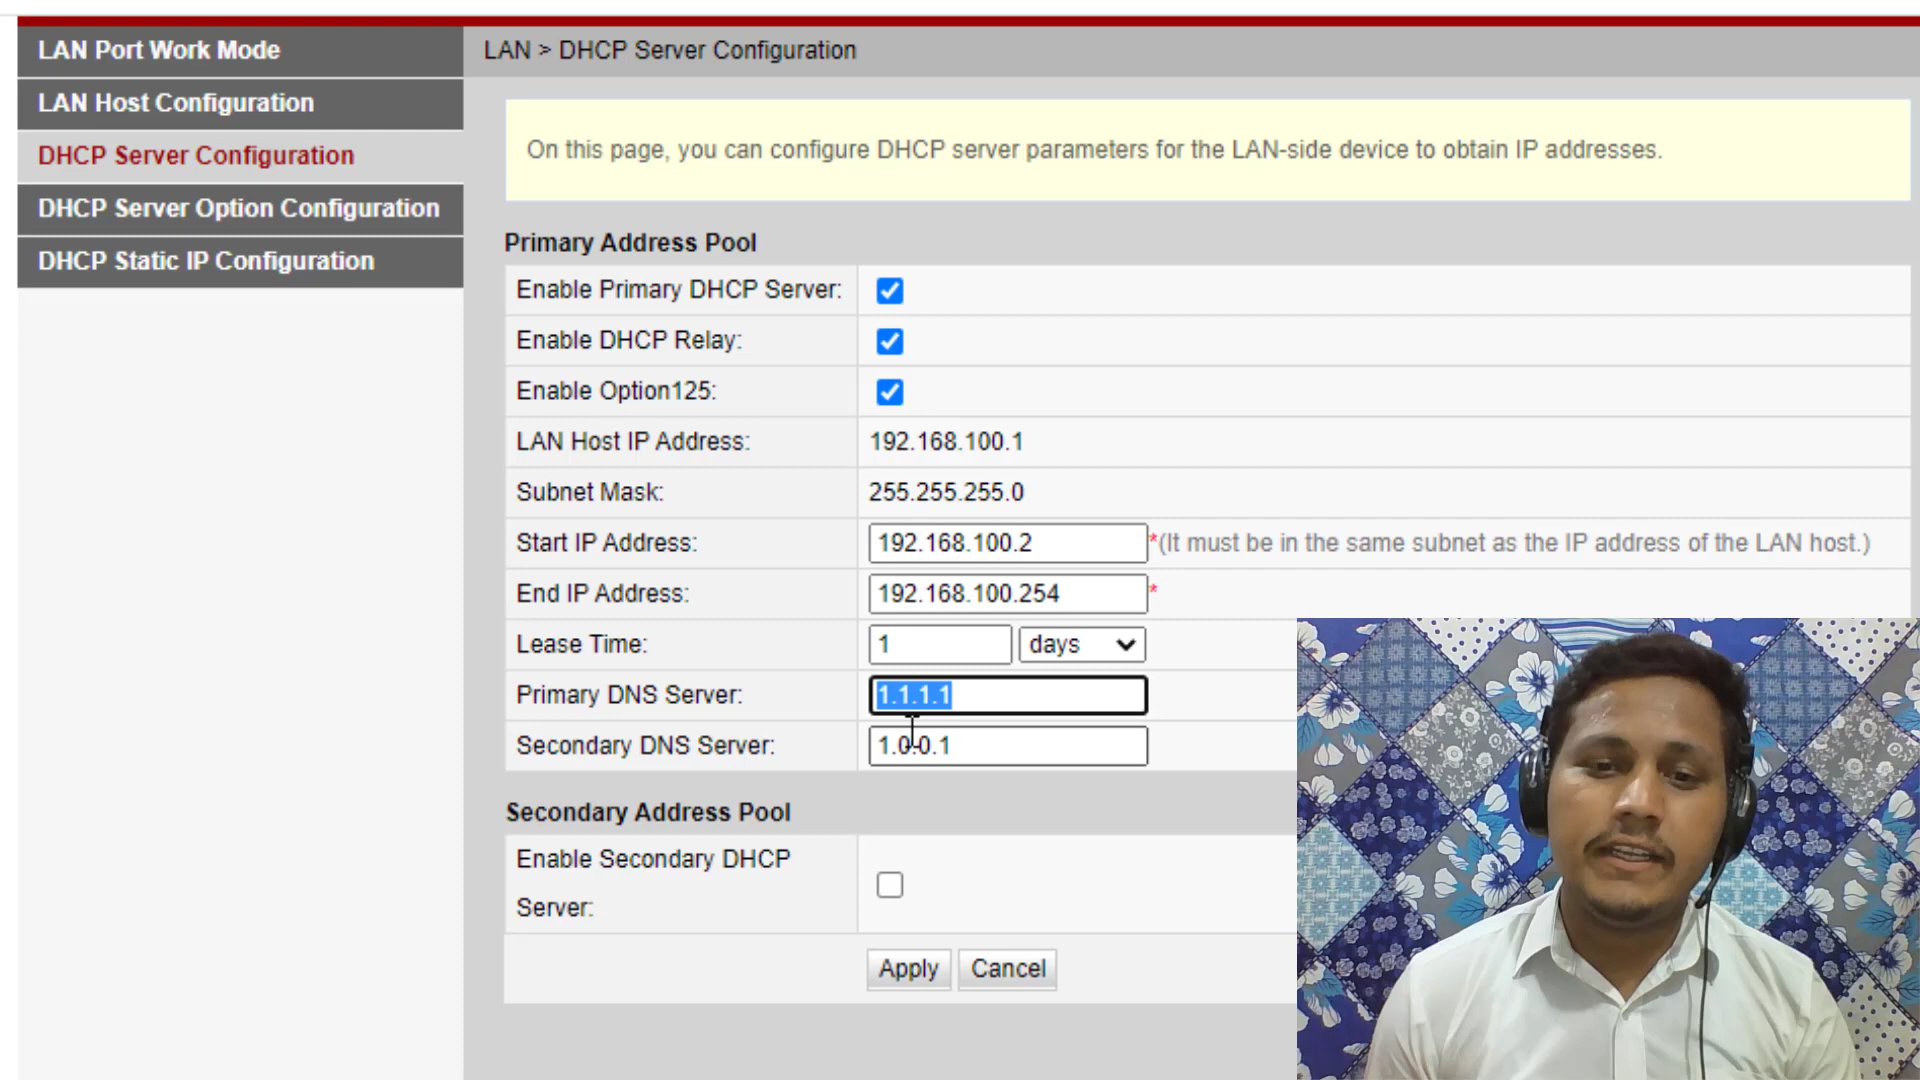 LAN Port Work Mode
LAN Host Configuration
DHCP Server Configuration
DHCP Server Option Configuration
DHCP Static IP Configuration
LAN > DHCP Server Configuration
On this page, you can configure DHCP server parameters for the LAN-side device to obtain IP addresses.
Primary Address Pool
Enable Primary DHCP Server:
Enable DHCP Relay:
Enable Option125:
LAN Host IP Address: 192.168.100.1
Subnet Mask: 255.255.255.0
Start IP Address: 192.168.100.2 *(It must be in the same subnet as the IP address of the LAN host.)
End IP Address: 192.168.100.254 *
Lease Time: 1 days
Primary DNS Server: 1.1.1.1
Secondary DNS Server: 1.0.0.1
Secondary Address Pool
Enable Secondary DHCP
Server:
Apply Cancel